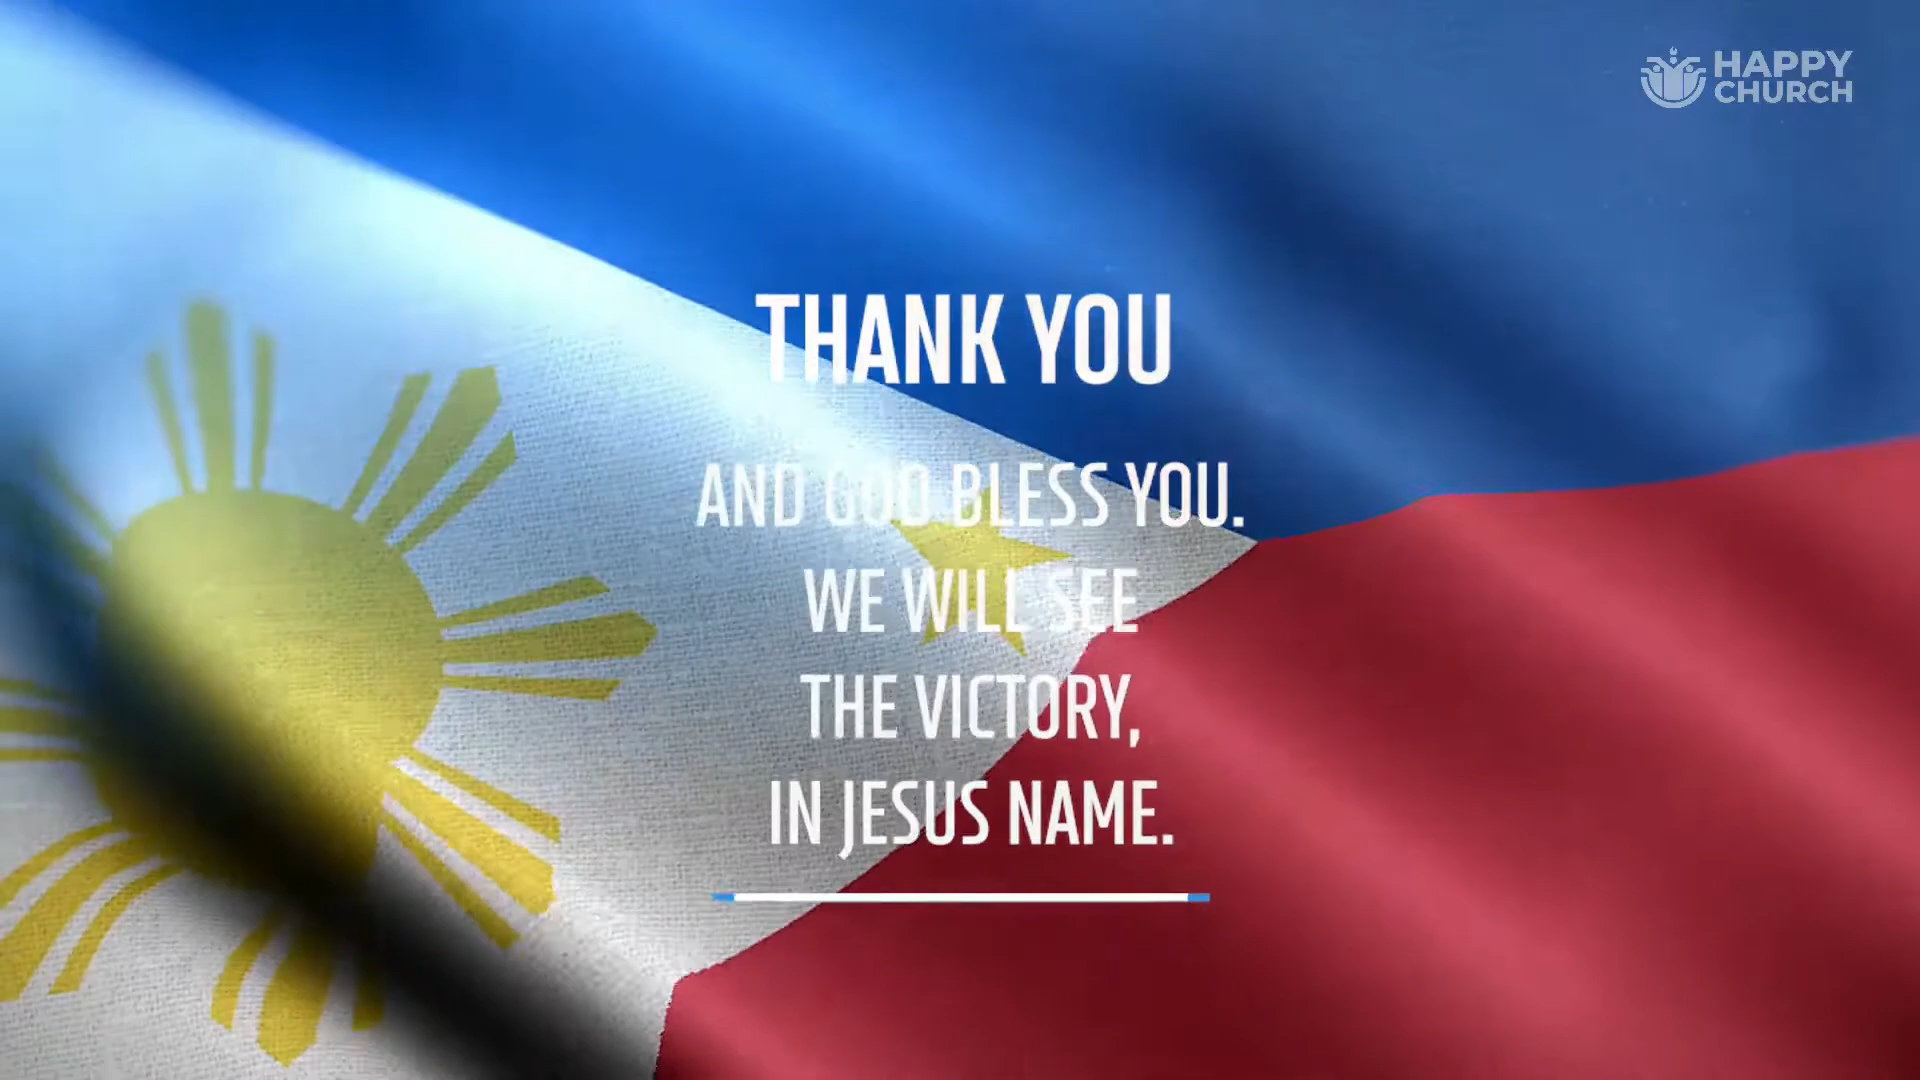 HAPPY
CHURCH
THANK YOU
AND GOD BLESS YOU.
WE WILL SEE
THE VICTORY,
IN JESUS NAME.